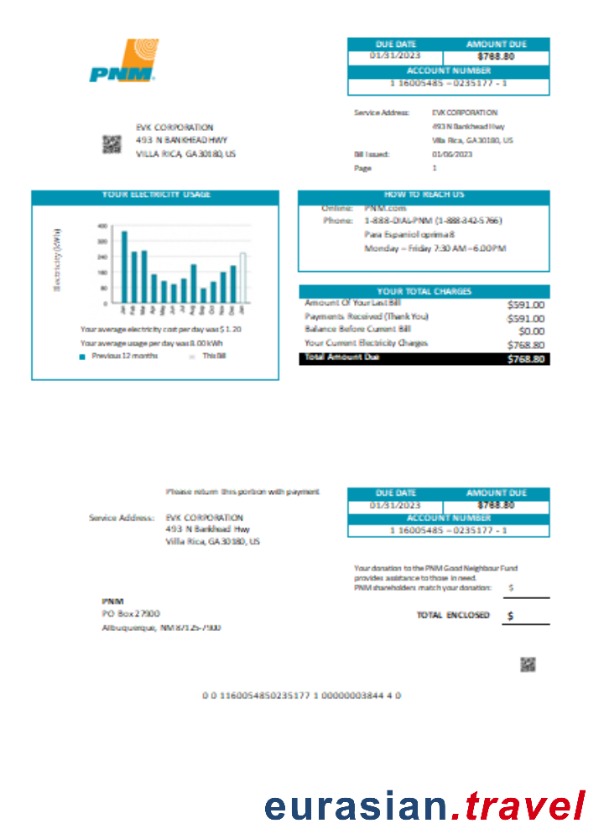 PNM
DUE DATE AMOUNT DUE
01/31/2023 $768.80
ACCOUNT NUMBER
1 16005485 – 0235177 - 1
Service Address: EVK CORPORATION
493 N Bankhead Hwy
Villa Rica, GA 30180, US
Bill Issued: 01/06/2023
Page 1
EVK CORPORATION
493 N BANKHEAD HWY
VILLA RICA, GA 30180, US
YOUR ELECTRICITY USAGE
Electricity (kWh)
400
320
240
160
80
0
Jan Feb Mar Apr May Jun Jul Aug Sep Oct Nov Dec Jan
Your average electricity cost per day was $ 1.20
Your average usage per day was 8.00 kWh
Previous 12 months This Bill
HOW TO REACH US
Online: PNM.com
Phone: 1-888-DIAL-PNM (1-888-342-5766)
Para Espaniol oprima 8
Monday – Friday 7:30 AM – 6.00PM
YOUR TOTAL CHARGES
Amount Of Your Last Bill $591.00
Payments Received (Thank You) -$591.00
Balance Before Current Bill $0.00
Your Current Electricity Charges $768.80
Total Amount Due $768.80
Please return this portion with payment
DUE DATE AMOUNT DUE
01/31/2023 $768.80
ACCOUNT NUMBER
1 16005485 – 0235177 - 1
Service Address: EVK CORPORATION
493 N Bankhead Hwy
Villa Rica, GA 30180, US
Your donation to the PNM Good Neighbour Fund
provides assistance to those in need.
PNM shareholders match your donation: $
TOTAL ENCLOSED $
PNM
PO Box 27900
Albuquerque, NM 87125-7900
0 0 1160054850235177 1 00000003844 4 0
eurasian.travel